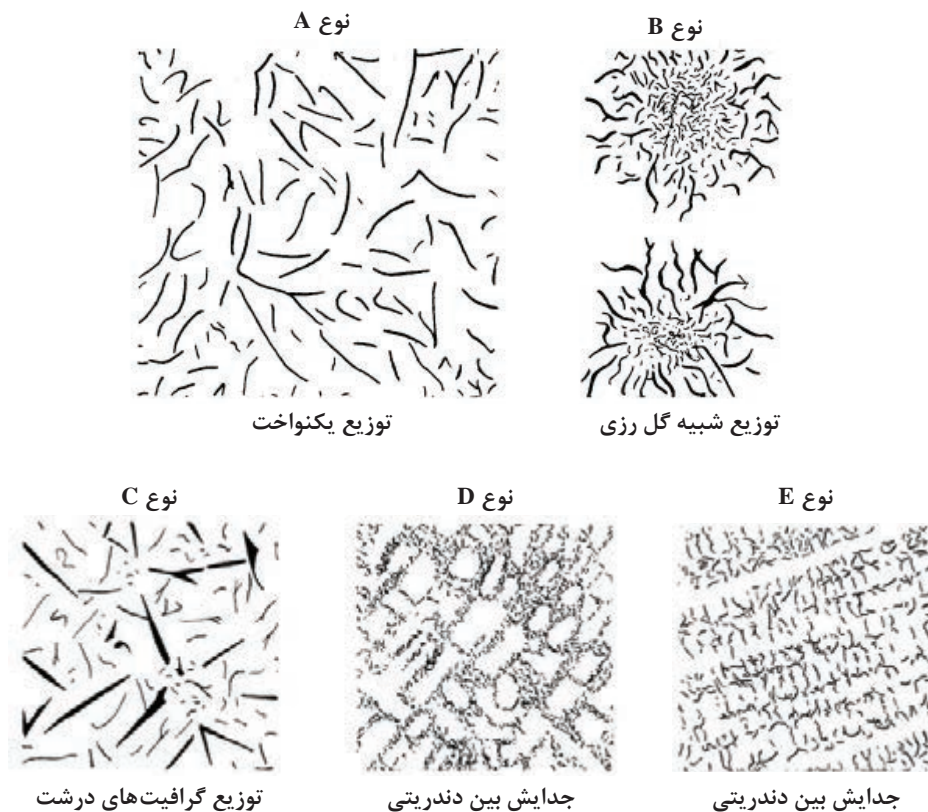 نوع A
نوع B
توزیع یکنواخت
توزیع شبیه گل رزی
نوع C
نوع D
نوع E
توزیع گرافیت‌های درشت
جدایش بین دندریتی
جدایش بین دندریتی